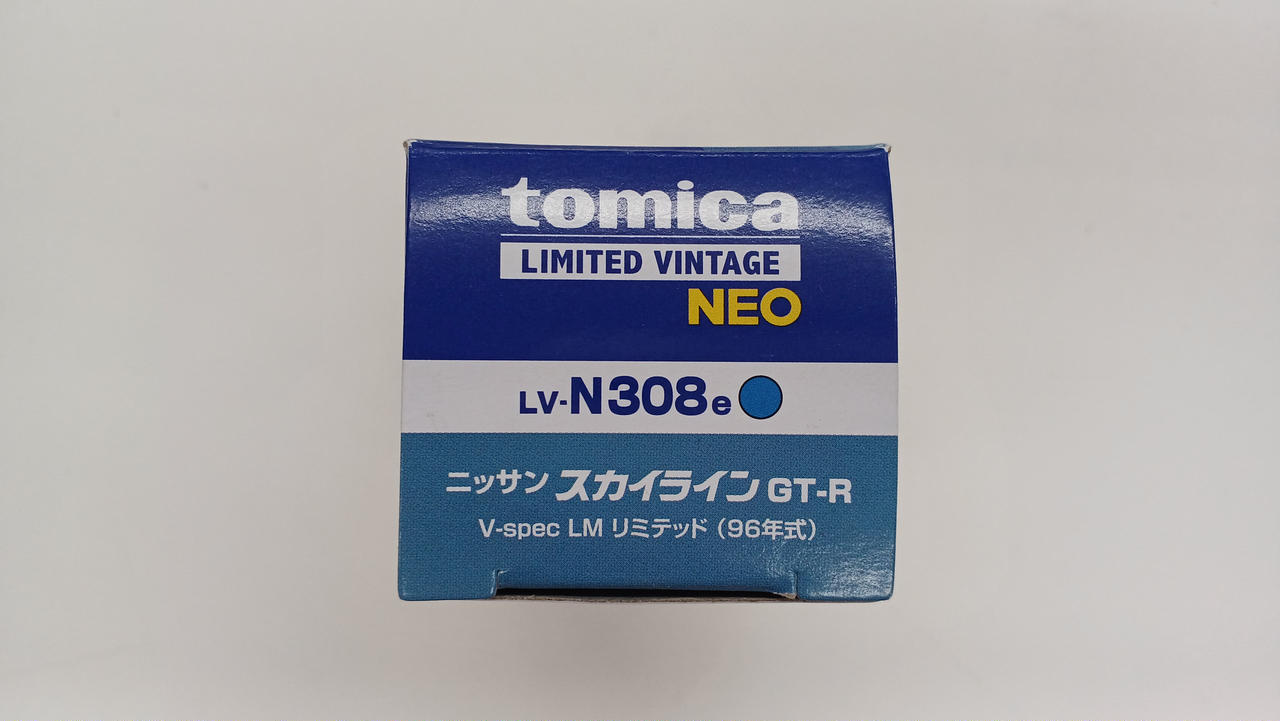 tomica
LIMITED VINTAGE
NEO
LV-N308e
ニッサン スカイライン GT-R
V-spec LM リミテッド（96年式）